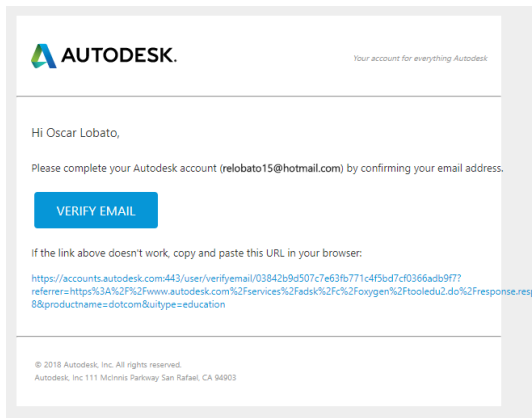 AUTODESK.
Your account for everything Autodesk
Hi Oscar Lobato,
Please complete your Autodesk account (relobato15@hotmail.com) by confirming your email address.
VERIFY EMAIL
If the link above doesn't work, copy and paste this URL in your browser:
https://accounts.autodesk.com:443/user/verifyemail/03842b9d507c7e63fb771c4f5bd7cf0366adb9f7?
referrer=https%3A%2F%2Fwww.autodesk.com%2Fservices%2Fadsk%2Fc%2Foxygen%2Ftooledu2.do%2Fresponse.resp
8&productname=dotcom&uitype=education
© 2018 Autodesk, Inc. All rights reserved.
Autodesk, Inc 111 McInnis Parkway San Rafael, CA 94903